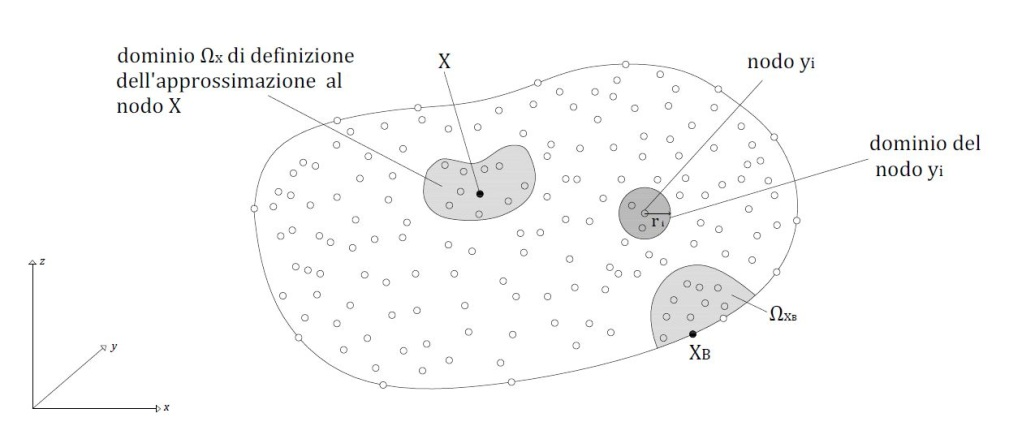 dominio Ωx di definizione
dell'approssimazione al
nodo X
X
nodo yi
dominio del
nodo yi
ri
ΩXB
XB
z
y
x